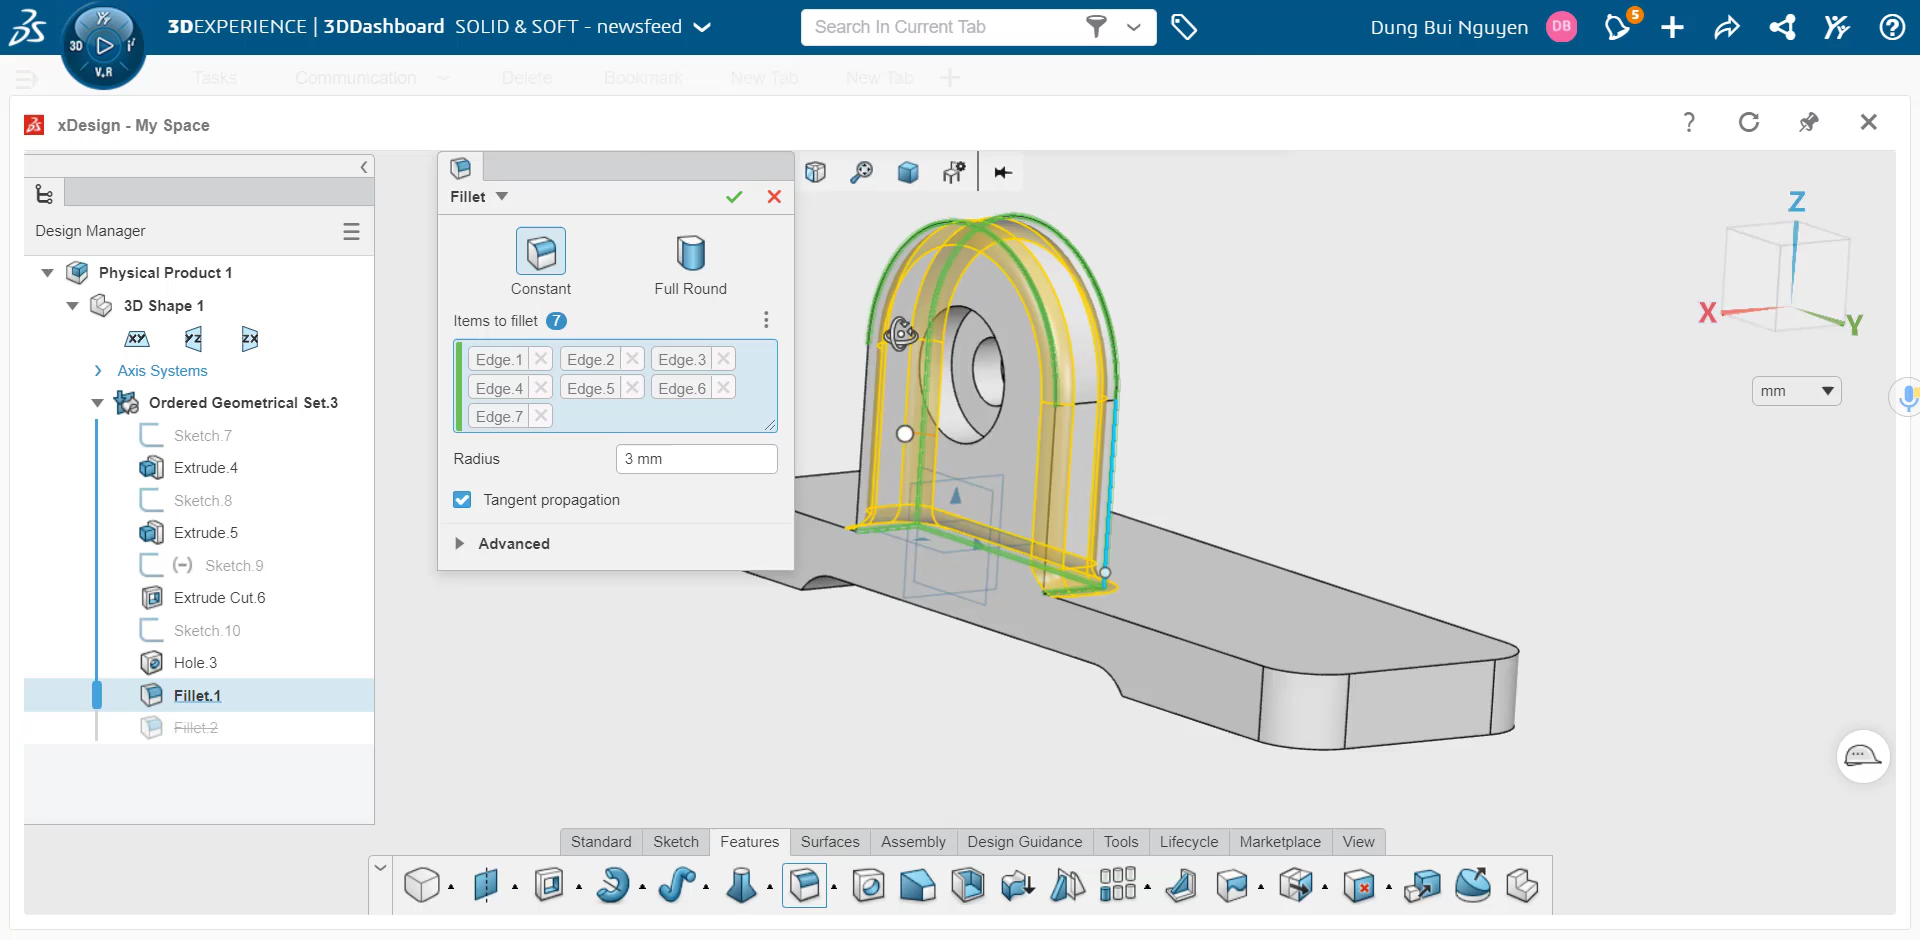 3DEXPERIENCE | 3DDashboard SOLID & SOFT - newsfeed
Search In Current Tab
Dung Bui Nguyen
DB
5
3D
V.R
Tasks
Communication
Delete
Bookmark
New Tab
New Tab
xDesign - My Space
Design Manager
Physical Product 1
3D Shape 1
XY YZ ZX
Axis Systems
Ordered Geometrical Set.3
Sketch.7
Extrude.4
Sketch.8
Extrude.5
(-) Sketch.9
Extrude Cut.6
Sketch.10
Hole.3
Fillet.1
Fillet.2
Fillet
Constant
Full Round
Items to fillet 7
Edge.1 Edge.2 Edge.3
Edge.4 Edge.5 Edge.6
Edge.7
Radius
3 mm
Tangent propagation
Advanced
Z
X
Y
mm
Standard
Sketch
Features
Surfaces
Assembly
Design Guidance
Tools
Lifecycle
Marketplace
View